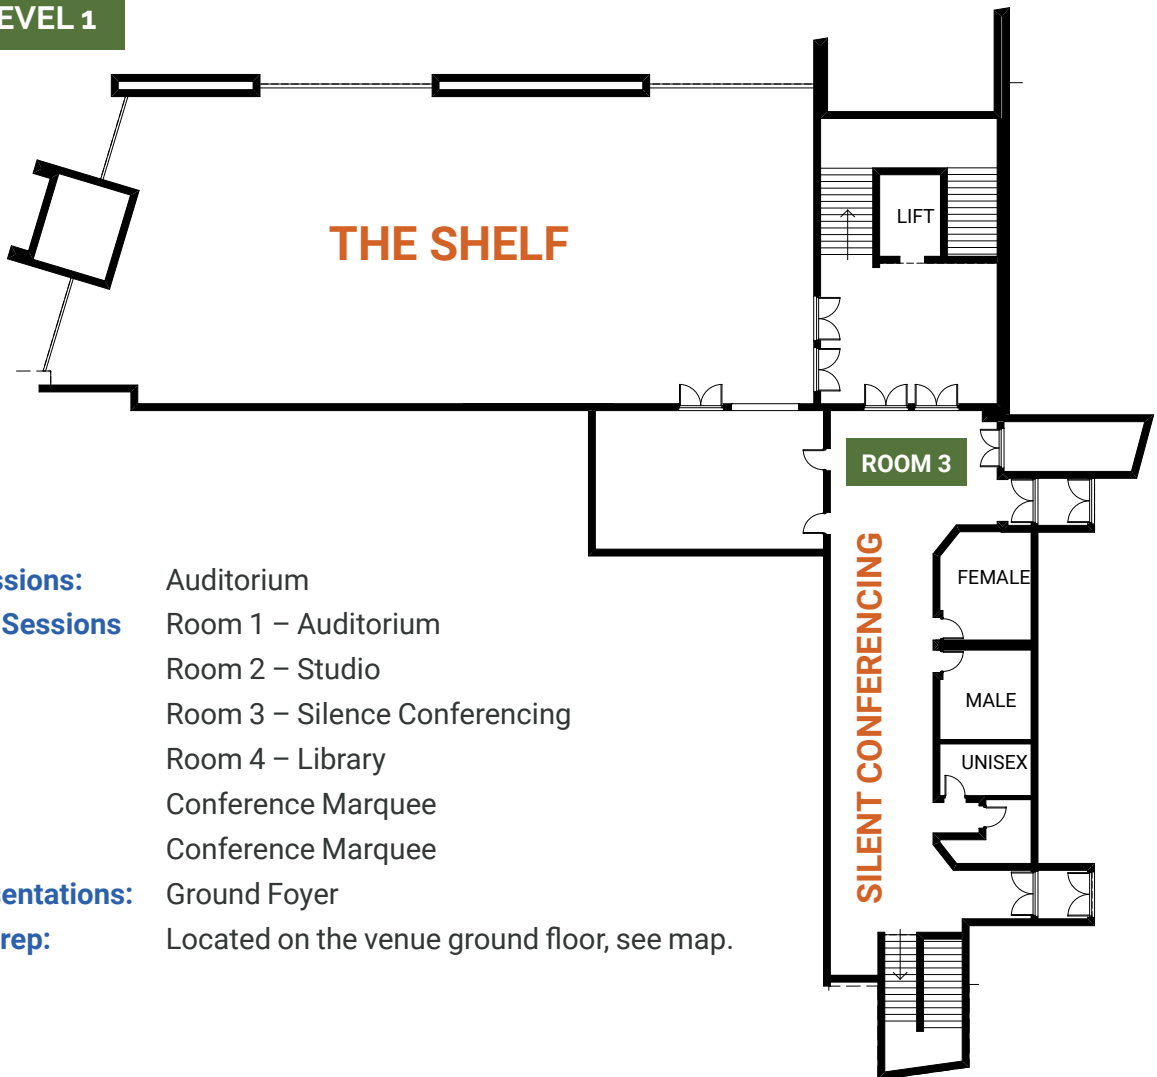 EVEL 1
LIFT
THE SHELF
ROOM 3
SILENT CONFERENCING
FEMALE
MALE
UNISEX
ssions: Auditorium
Sessions Room 1 – Auditorium
Room 2 – Studio
Room 3 – Silence Conferencing
Room 4 – Library
Conference Marquee
Conference Marquee
sentations: Ground Foyer
rep: Located on the venue ground floor, see map.